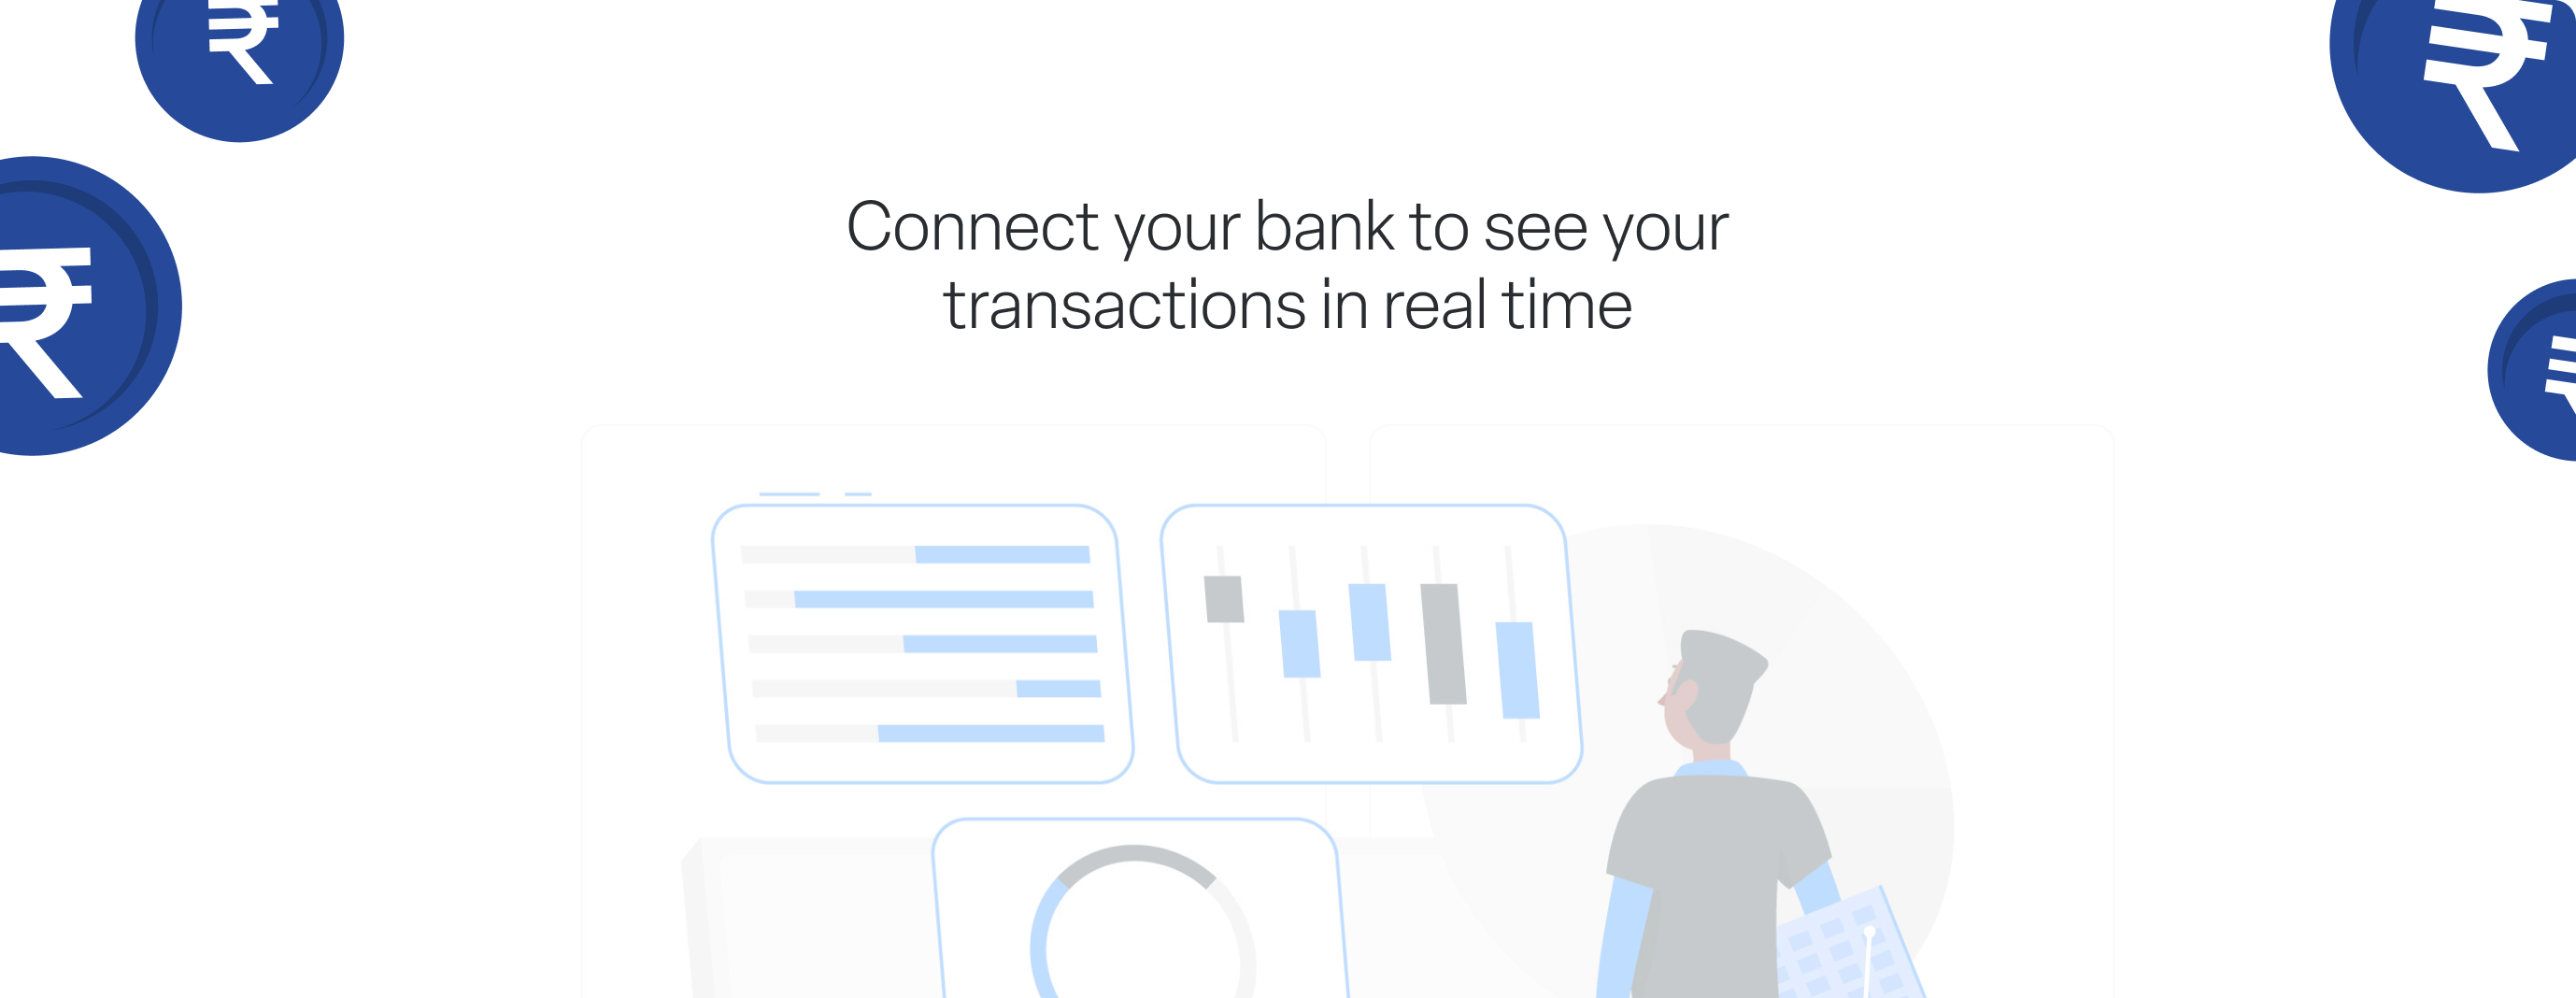 ₹
₹
Connect your bank to see your
transactions in real time
₹
₹